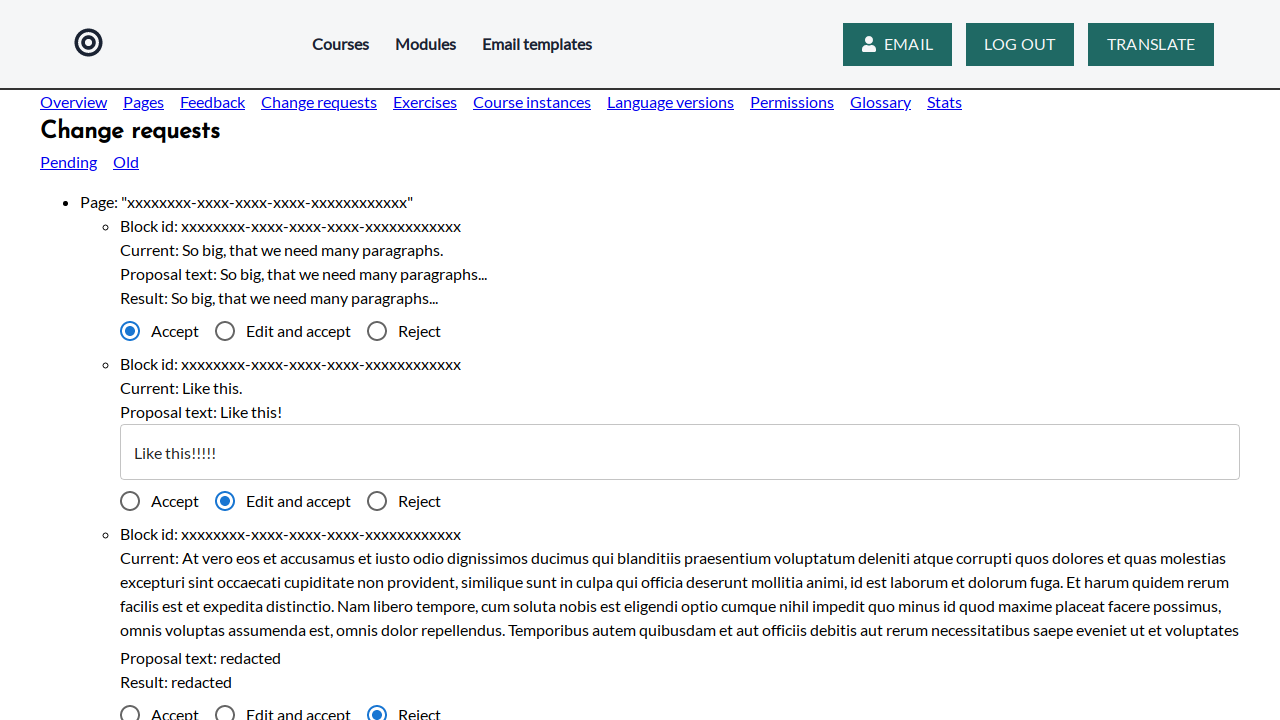 Courses Modules Email templates EMAIL LOG OUT TRANSLATE
Overview Pages Feedback Change requests Exercises Course instances Language versions Permissions Glossary Stats
Change requests
Pending Old
Page: "xxxxxxxx-xxxx-xxxx-xxxx-xxxxxxxxxxxx"
Block id: xxxxxxxx-xxxx-xxxx-xxxx-xxxxxxxxxxxx
Current: So big, that we need many paragraphs.
Proposal text: So big, that we need many paragraphs...
Result: So big, that we need many paragraphs...
Accept Edit and accept Reject
Block id: xxxxxxxx-xxxx-xxxx-xxxx-xxxxxxxxxxxx
Current: Like this.
Proposal text: Like this!
Like this!!!!!
Accept Edit and accept Reject
Block id: xxxxxxxx-xxxx-xxxx-xxxx-xxxxxxxxxxxx
Current: At vero eos et accusamus et iusto odio dignissimos ducimus qui blanditiis praesentium voluptatum deleniti atque corrupti quos dolores et quas molestias
excepturi sint occaecati cupiditate non provident, similique sunt in culpa qui officia deserunt mollitia animi, id est laborum et dolorum fuga. Et harum quidem rerum
facilis est et expedita distinctio. Nam libero tempore, cum soluta nobis est eligendi optio cumque nihil impedit quo minus id quod maxime placeat facere possimus,
omnis voluptas assumenda est, omnis dolor repellendus. Temporibus autem quibusdam et aut officiis debitis aut rerum necessitatibus saepe eveniet ut et voluptates
Proposal text: redacted
Result: redacted
Accept Edit and accept Reject